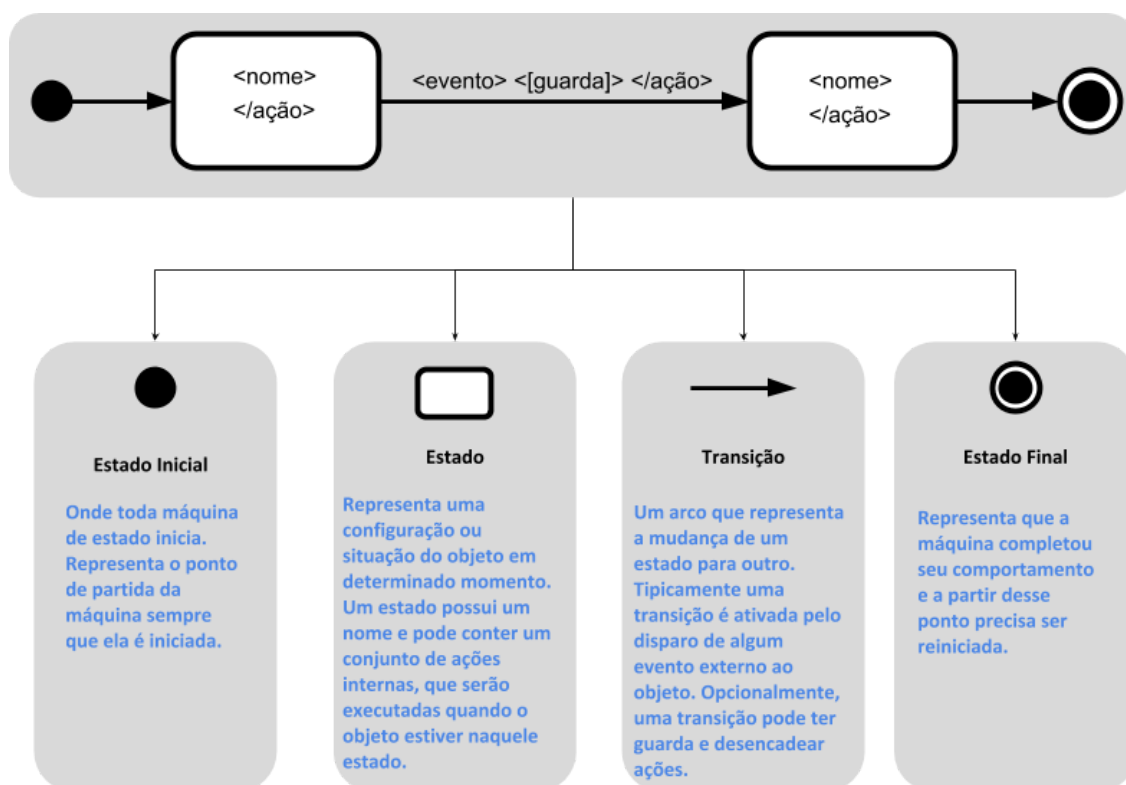 <nome>
</ação>
<evento> <[guarda]> </ação>
<nome>
</ação>
Estado Inicial
Onde toda máquina
de estado inicia.
Representa o ponto
de partida da
máquina sempre
que ela é iniciada.
Estado
Representa uma
configuração ou
situação do objeto em
determinado momento.
Um estado possui um
nome e pode conter um
conjunto de ações
internas, que serão
executadas quando o
objeto estiver naquele
estado.
Transição
Um arco que representa
a mudança de um
estado para outro.
Tipicamente uma
transição é ativada pelo
disparo de algum
evento externo ao
objeto. Opcionalmente,
uma transição pode ter
guarda e desencadear
ações.
Estado Final
Representa que a
máquina completou
seu comportamento
e a partir desse
ponto precisa ser
reiniciada.